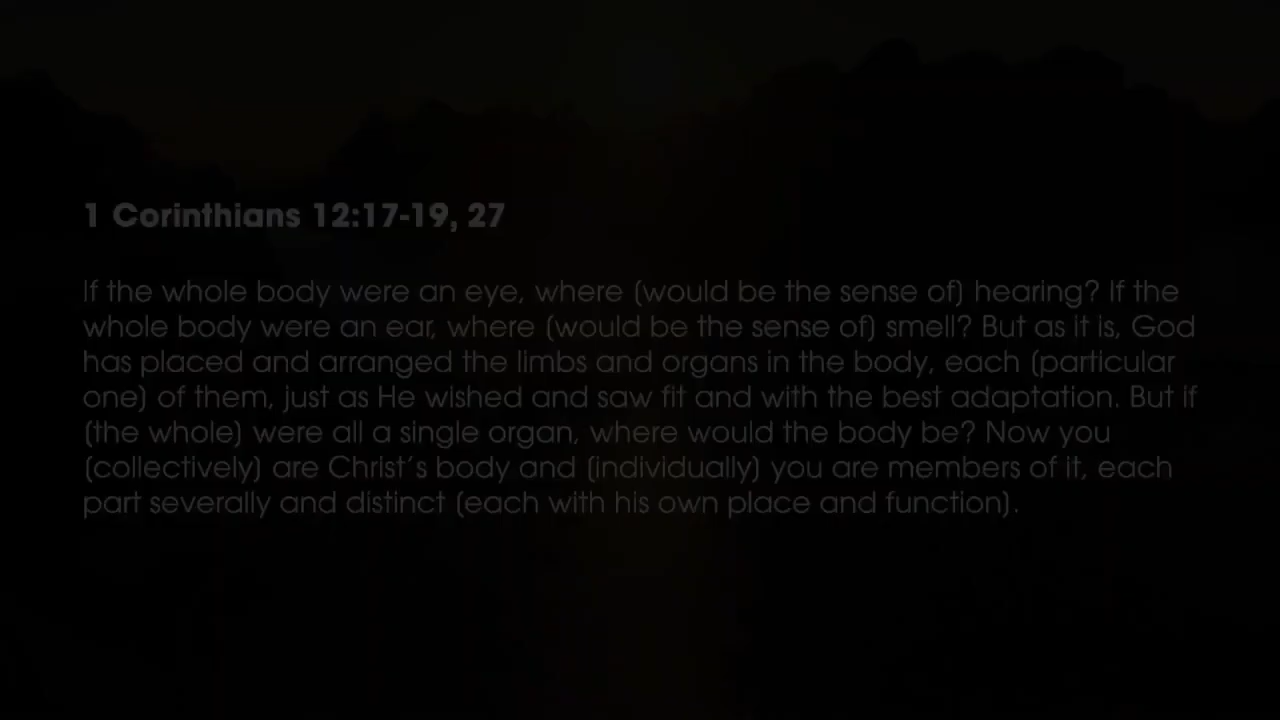 1 Corinthians 12:17-19, 27
If the whole body were an eye, where (would be the sense of) hearing? If the
whole body were an ear, where (would be the sense of) smell? But as it is, God
has placed and arranged the limbs and organs in the body, each (particular
one) of them, just as He wished and saw fit and with the best adaptation. But if
(the whole) were all a single organ, where would the body be? Now you
(collectively) are Christ's body and (individually) you are members of it, each
part severally and distinct (each with his own place and function).